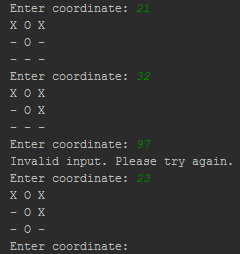 Enter coordinate: 21
X O X
- O -
- - -
Enter coordinate: 32
X O X
- O X
- - -
Enter coordinate: 97
Invalid input. Please try again.
Enter coordinate: 23
X O X
- O X
- O -
Enter coordinate: